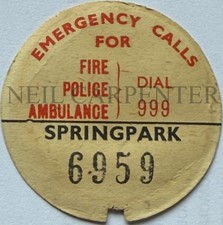 EMERGENCY CALLS
FOR
FIRE
POLICE
AMBULANCE
DIAL
999
NEIL CARPENTER
SPRINGPARK
6959